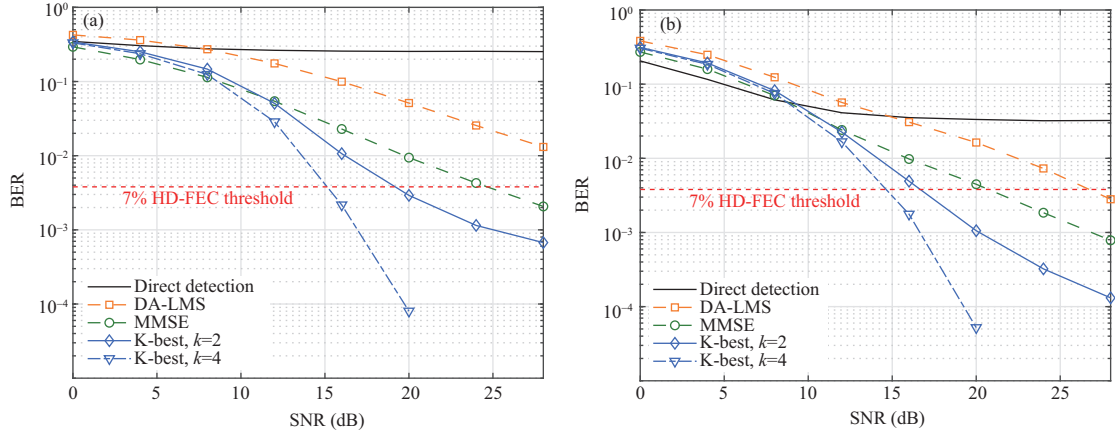 (a)
10^0
10^-1
10^-2
10^-3
10^-4
BER
7% HD-FEC threshold
Direct detection
DA-LMS
MMSE
K-best, k=2
K-best, k=4
0 5 10 15 20 25
SNR (dB)
(b)
10^0
10^-1
10^-2
10^-3
10^-4
BER
7% HD-FEC threshold
Direct detection
DA-LMS
MMSE
K-best, k=2
K-best, k=4
0 5 10 15 20 25
SNR (dB)